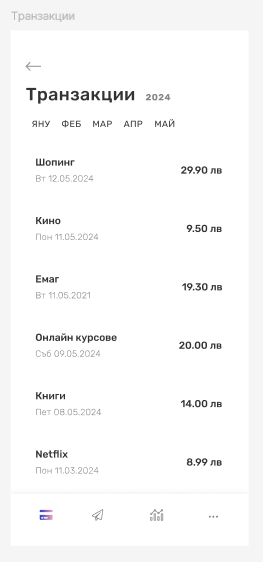 Транзакции
Транзакции 2024
ЯНУ ФЕБ МАР АПР МАЙ
Шопинг 29.90 лв
Вт 12.05.2024
Кино 9.50 лв
Пон 11.05.2024
Емаг 19.30 лв
Вт 11.05.2021
Онлайн курсове 20.00 лв
Съб 09.05.2024
Книги 14.00 лв
Пет 08.05.2024
Netflix 8.99 лв
Пон 11.03.2024